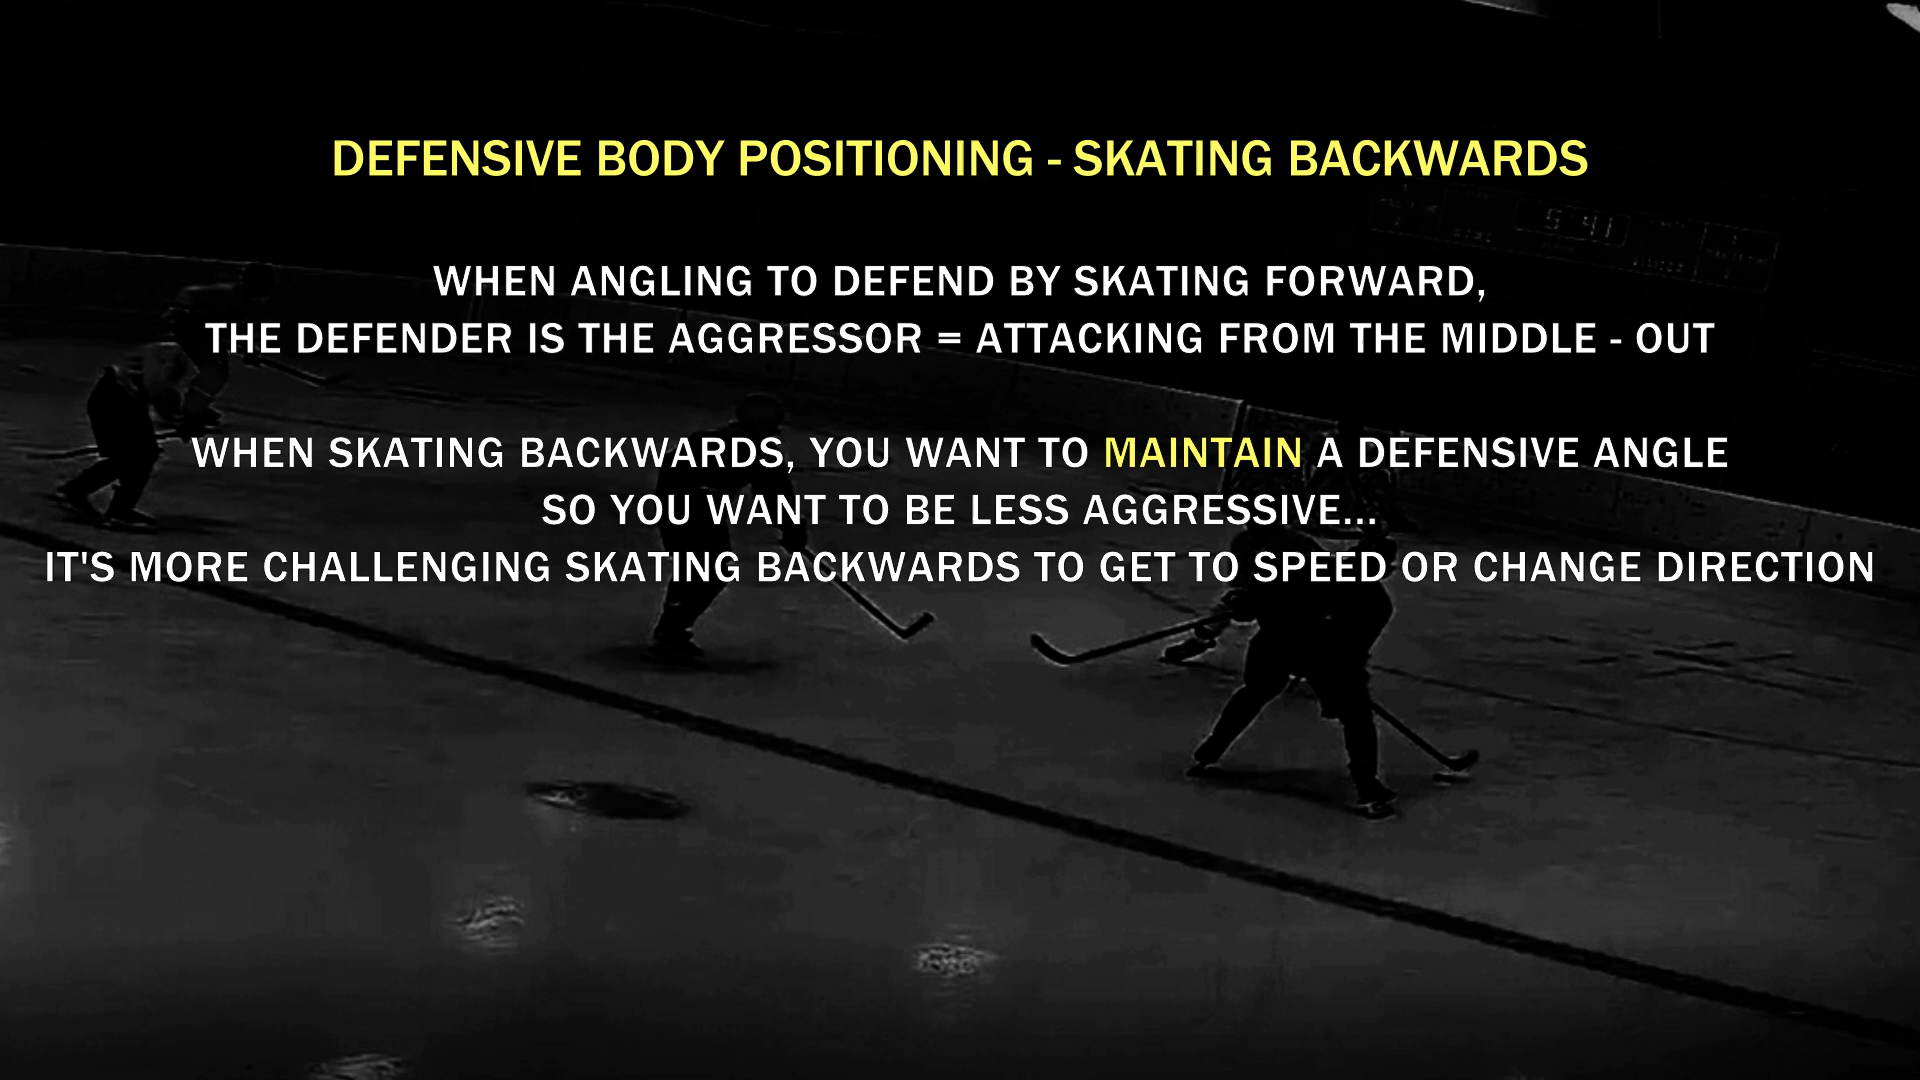 DEFENSIVE BODY POSITIONING - SKATING BACKWARDS
WHEN ANGLING TO DEFEND BY SKATING FORWARD,
THE DEFENDER IS THE AGGRESSOR = ATTACKING FROM THE MIDDLE - OUT
WHEN SKATING BACKWARDS, YOU WANT TO MAINTAIN A DEFENSIVE ANGLE
SO YOU WANT TO BE LESS AGGRESSIVE...
IT'S MORE CHALLENGING SKATING BACKWARDS TO GET TO SPEED OR CHANGE DIRECTION
5:41